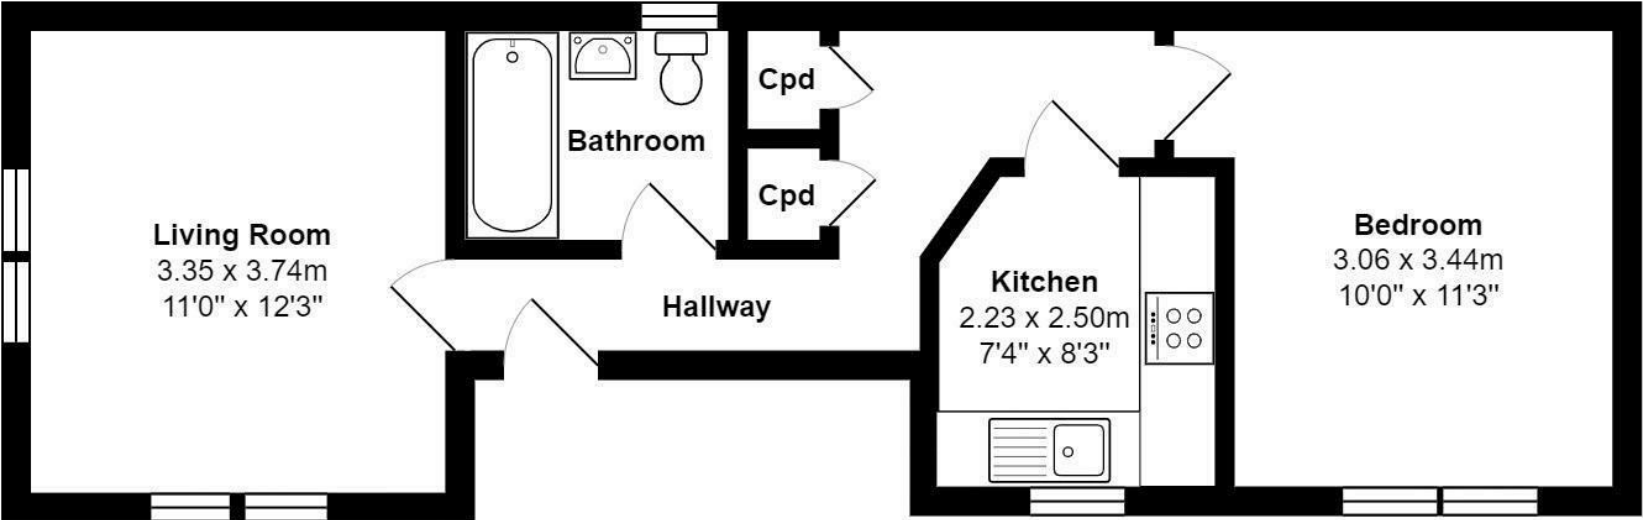 Living Room
3.35 x 3.74m
11'0" x 12'3"
Bathroom
Cpd
Cpd
Hallway
Kitchen
2.23 x 2.50m
7'4" x 8'3"
Bedroom
3.06 x 3.44m
10'0" x 11'3"